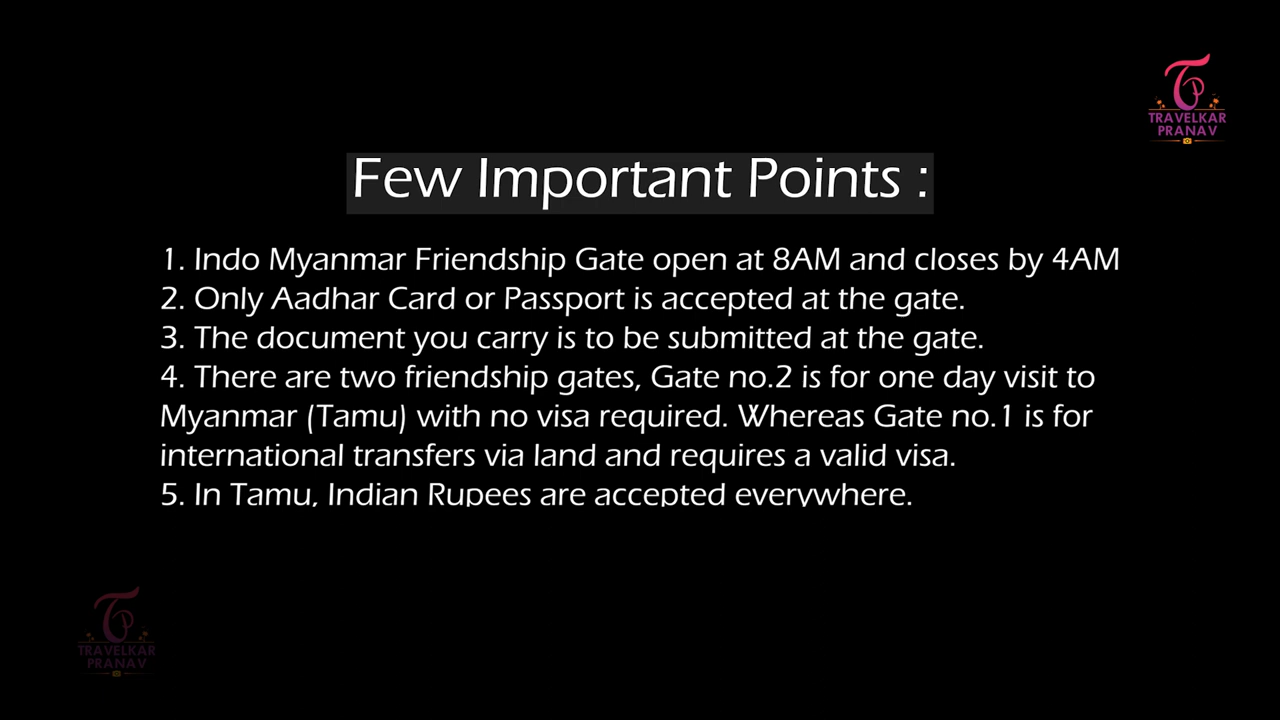 TRAVELKAR
PRANAV
Few Important Points :
1. Indo Myanmar Friendship Gate open at 8AM and closes by 4AM
2. Only Aadhar Card or Passport is accepted at the gate.
3. The document you carry is to be submitted at the gate.
4. There are two friendship gates, Gate no.2 is for one day visit to
Myanmar (Tamu) with no visa required. Whereas Gate no.1 is for
international transfers via land and requires a valid visa.
5. In Tamu, Indian Rupees are accepted everywhere.
TRAVELKAR
PRANAV